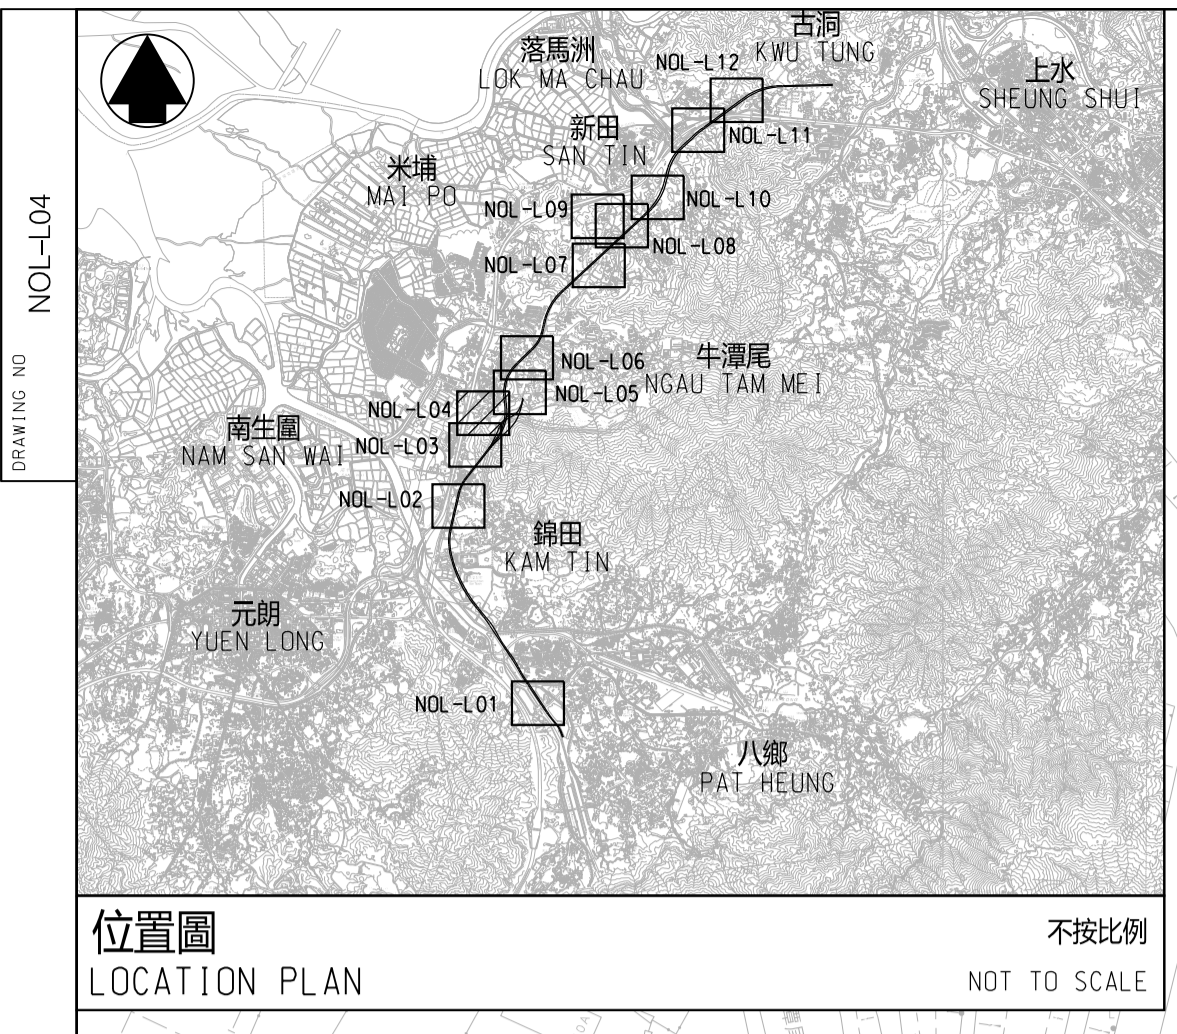 DRAWING NO
NOL-L04
古洞
KWU TUNG
落馬洲
LOK MA CHAU
NOL-L12
上水
SHEUNG SHUI
新田
SAN TIN
NOL-L11
米埔
MAI PO
NOL-L09
NOL-L10
NOL-L08
NOL-L07
牛潭尾
NGAU TAM MEI
NOL-L06
NOL-L05
NOL-L04
南生圍
NAM SAN WAI
NOL-L03
NOL-L02
錦田
KAM TIN
元朗
YUEN LONG
NOL-L01
八鄉
PAT HEUNG
位置圖
LOCATION PLAN
不按比例
NOT TO SCALE